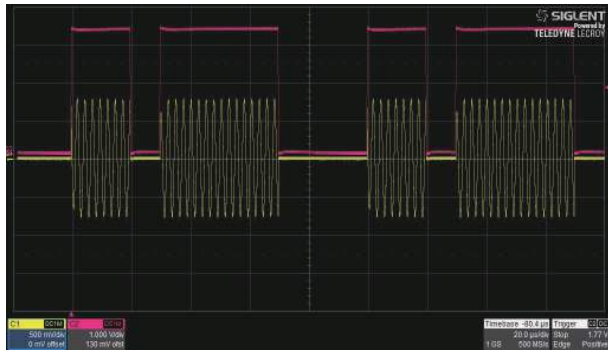 SIGLENT
Powered by
TELEDYNE LECROY
C1 DC1M
500 mV/div
0 mV offset
C2 DC1M
1.000 V/div
130 mV ofst
Timebase -80.4 µs
20.0 µs/div
1 GS 500 MS/s
Trigger C2 DC
Stop 1.77 V
Edge Positive